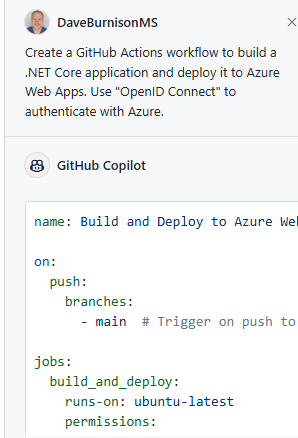 DaveBurnisonMS
Create a GitHub Actions workflow to build a
.NET Core application and deploy it to Azure
Web Apps. Use "OpenID Connect" to
authenticate with Azure.
GitHub Copilot
name: Build and Deploy to Azure Web
on:
  push:
    branches:
      - main  # Trigger on push to
jobs:
  build_and_deploy:
    runs-on: ubuntu-latest
    permissions: